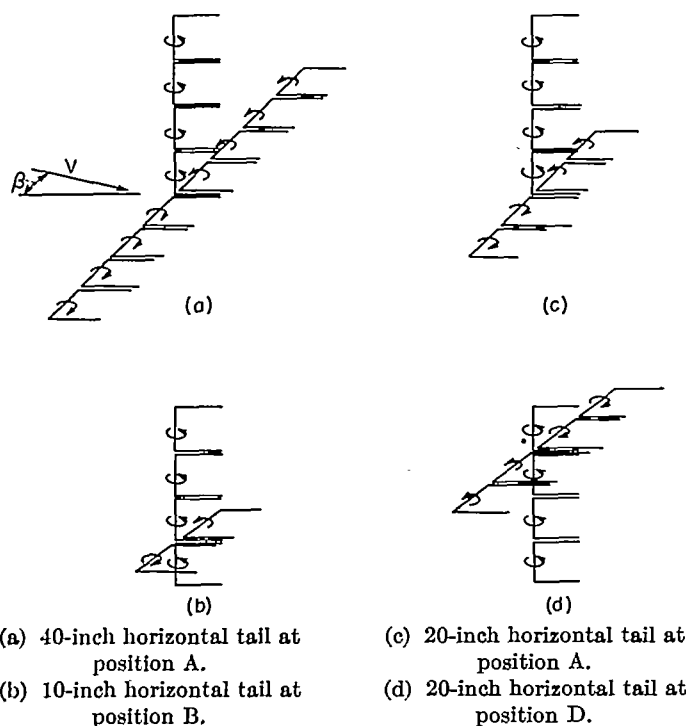 V
β
(a)
(c)
(b)
(d)
(a) 40-inch horizontal tail at
position A.
(b) 10-inch horizontal tail at
position B.
(c) 20-inch horizontal tail at
position A.
(d) 20-inch horizontal tail at
position D.